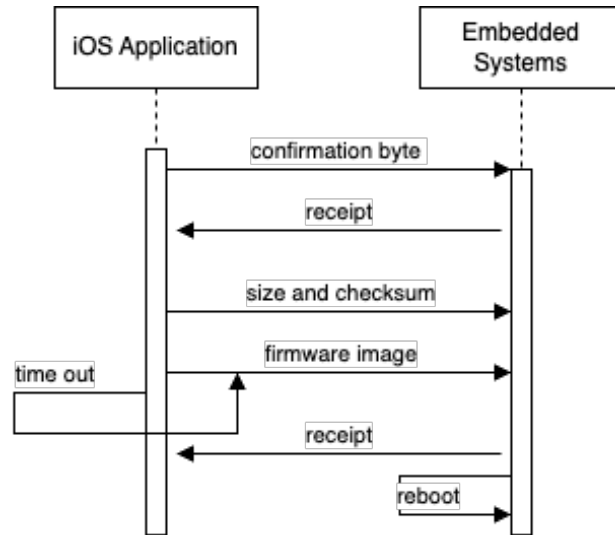 iOS Application
Embedded
Systems
confirmation byte
receipt
size and checksum
firmware image
time out
receipt
reboot